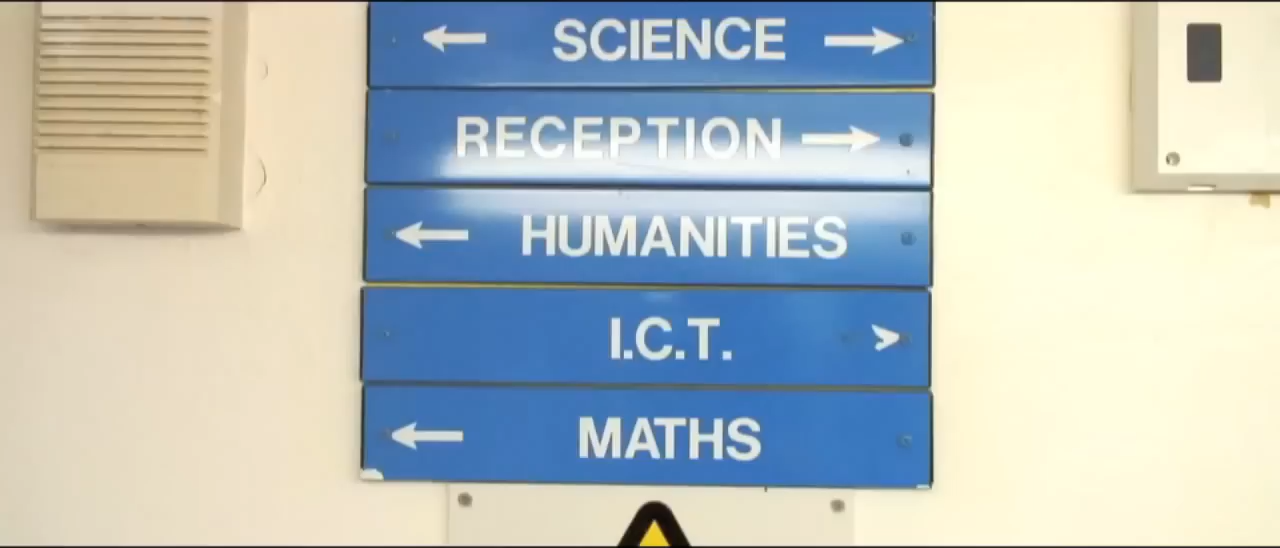 ← SCIENCE →
RECEPTION →
← HUMANITIES
I.C.T. >
← MATHS